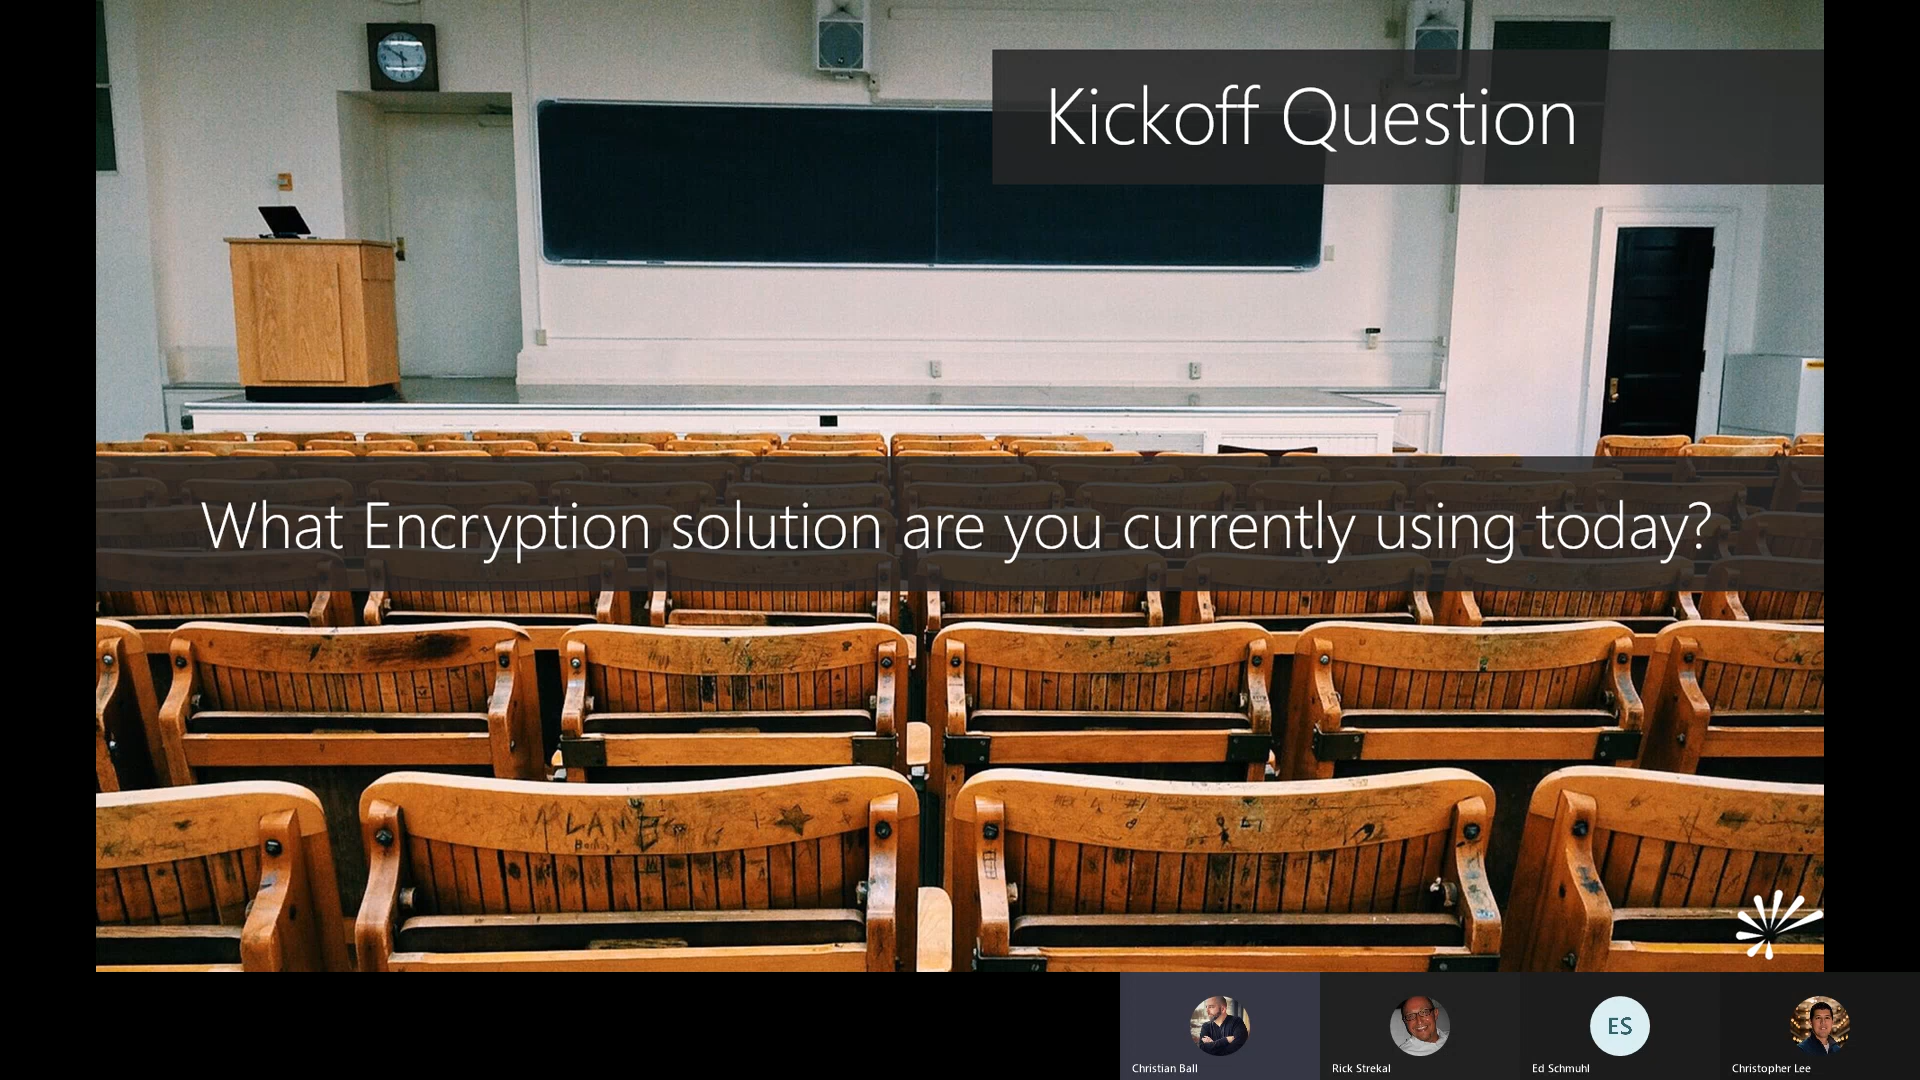 Kickoff Question
What Encryption solution are you currently using today?
ES
Christian Ball
Rick Strekal
Ed Schmuhl
Christopher Lee